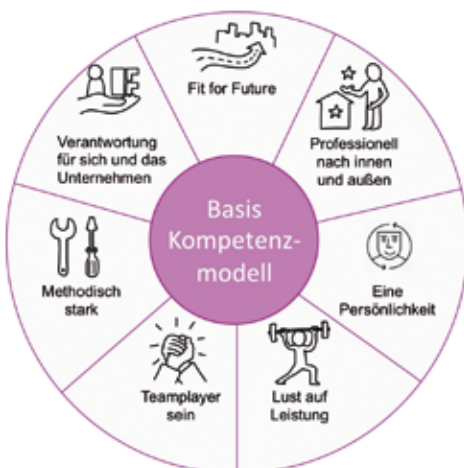 Fit for Future
Professionell
nach innen
und außen
Eine
Persönlichkeit
Lust auf
Leistung
Teamplayer
sein
Methodisch
stark
Verantwortung
für sich und das
Unternehmen
Basis
Kompetenz-
modell